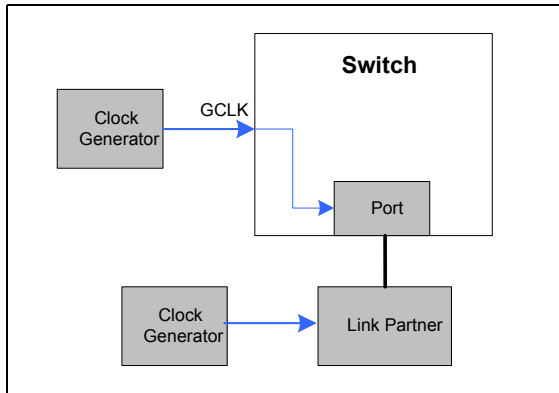 Switch
Clock
Generator
GCLK
Port
Clock
Generator
Link Partner